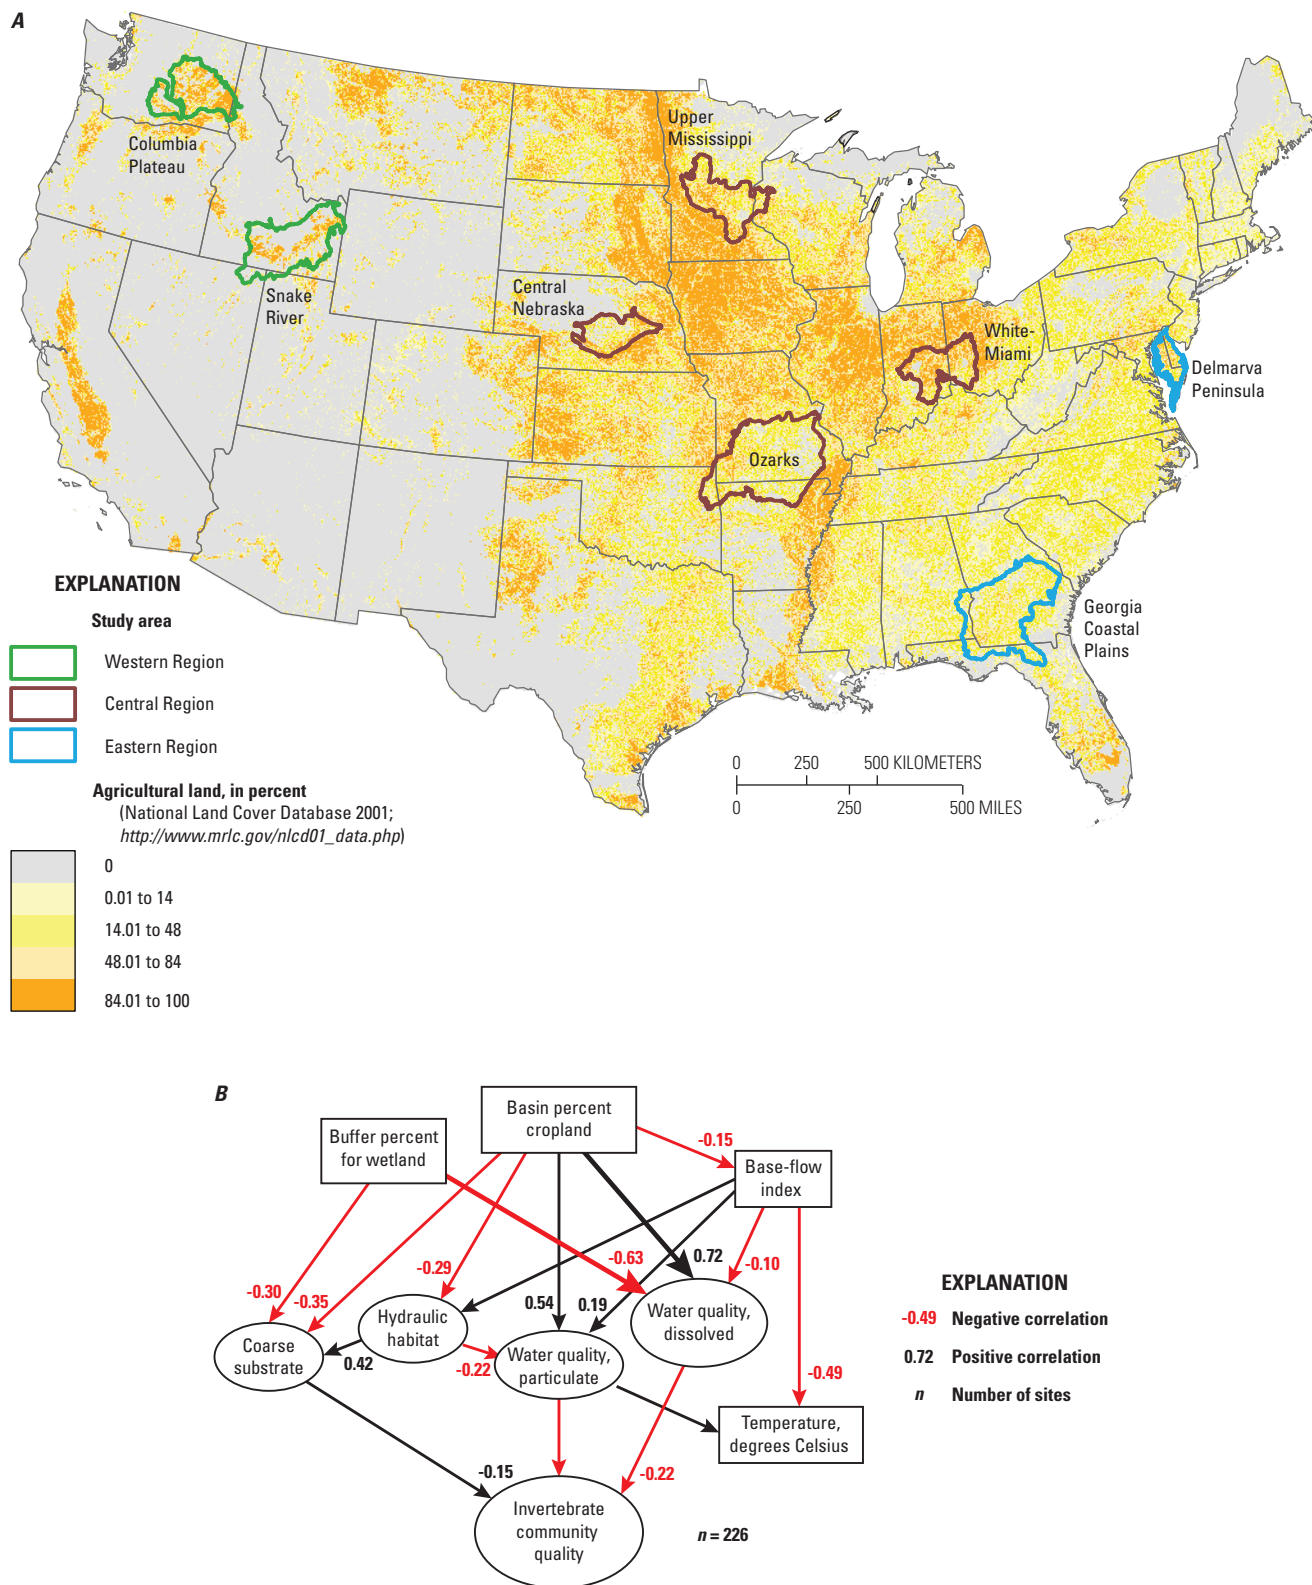 A
Columbia
Plateau
Snake
River
Upper
Mississippi
Central
Nebraska
White-
Miami
Ozarks
Delmarva
Peninsula
Georgia
Coastal
Plains
0 250 500 KILOMETERS
0 250 500 MILES
EXPLANATION
Study area
Western Region
Central Region
Eastern Region
Agricultural land, in percent
(National Land Cover Database 2001;
http://www.mrlc.gov/nlcd01_data.php)
0
0.01 to 14
14.01 to 48
48.01 to 84
84.01 to 100
B
Basin percent
cropland
Buffer percent
for wetland
-0.15
Base-flow
index
-0.63
0.72
-0.10
-0.29
-0.30
-0.35
0.54
0.19
Hydraulic
habitat
Water quality,
dissolved
Coarse
substrate
0.42
-0.22
Water quality,
particulate
-0.49
Temperature,
degrees Celsius
-0.15
-0.22
Invertebrate
community
quality
n = 226
EXPLANATION
-0.49 Negative correlation
0.72 Positive correlation
n Number of sites